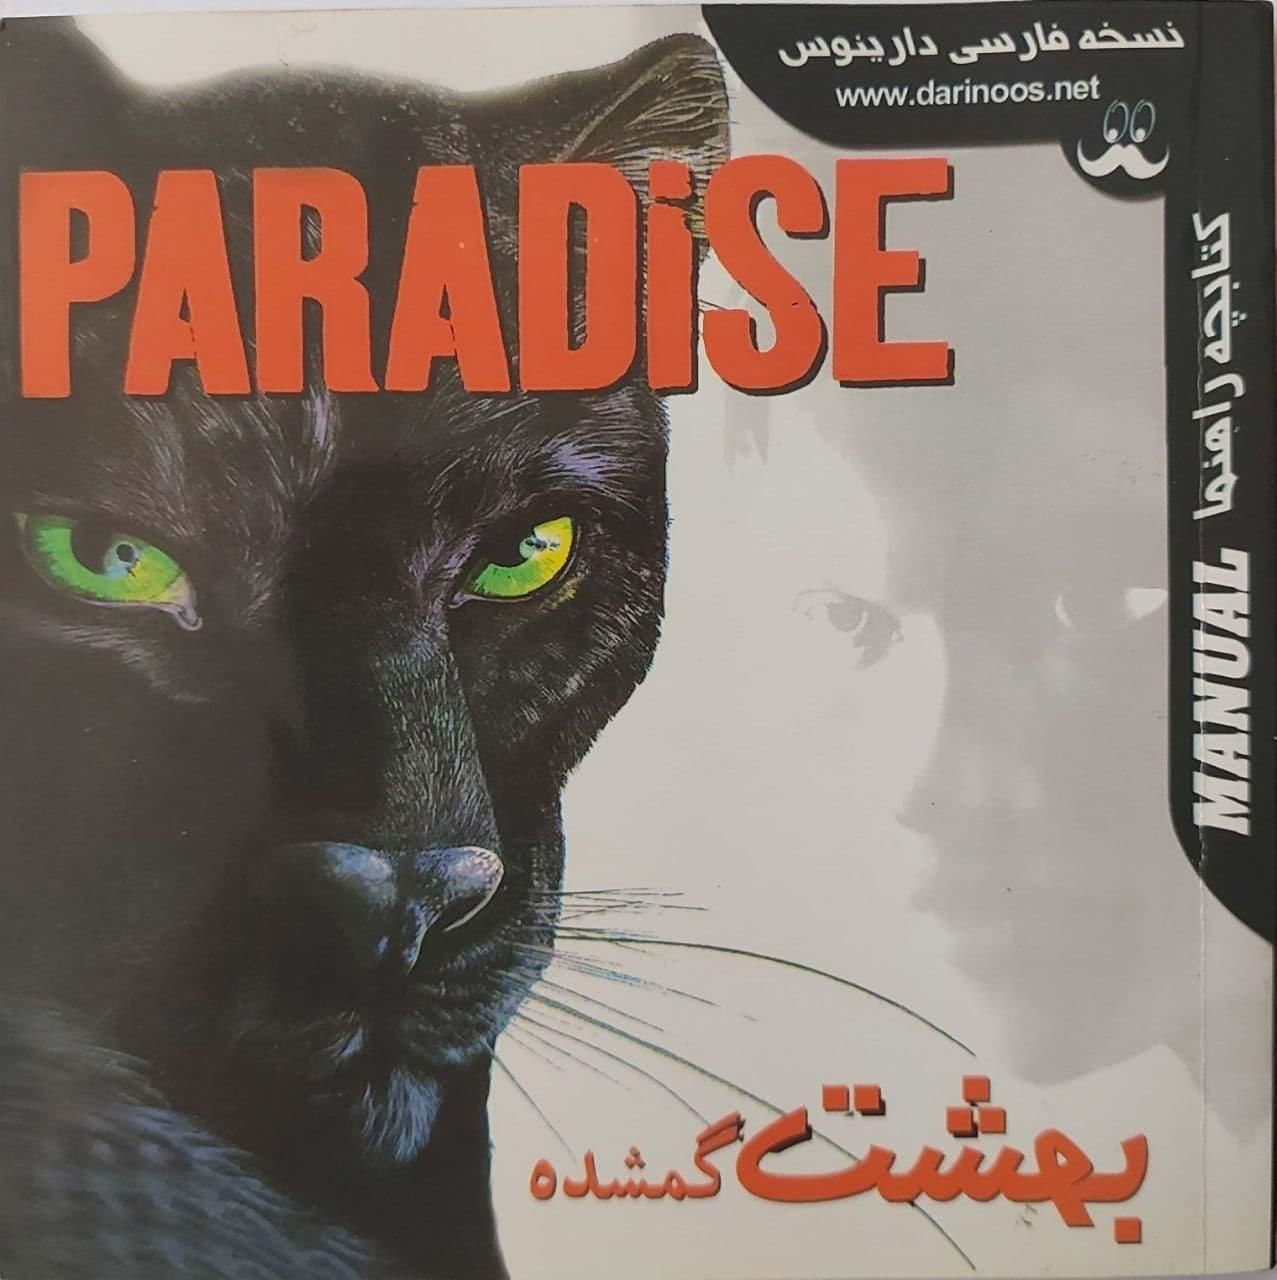 نسخه فارسی دارینوس
www.darinoos.net
PARADiSE
کتابچه راهنما
MANUAL
بهشت گمشده